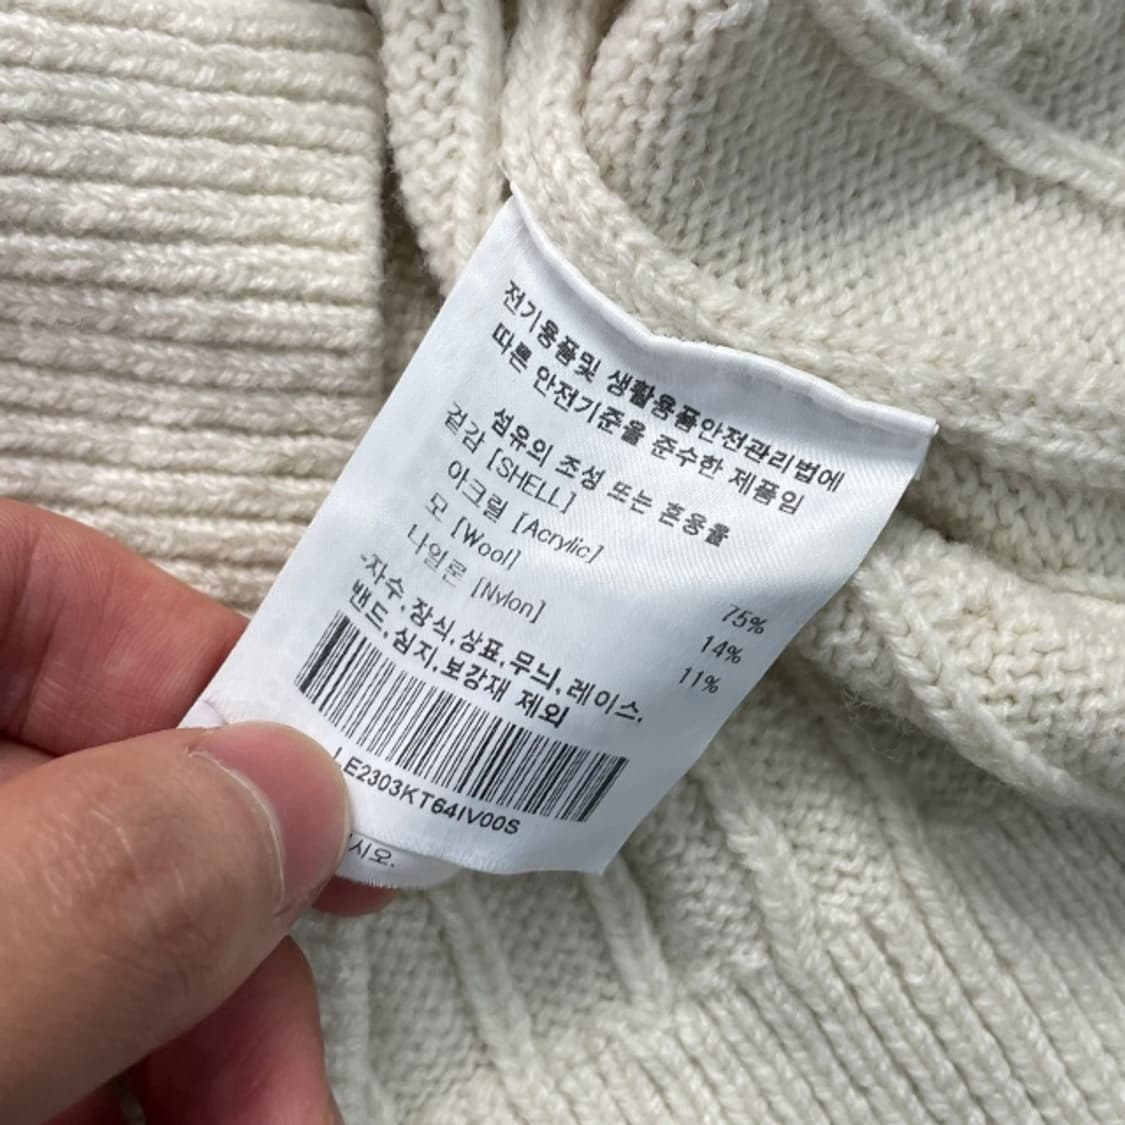 전기용품및 생활용품안전관리법에
따른 안전기준을 준수한 제품임
섬유의 조성 또는 혼용율
겉감 [SHELL]
아크릴 [Acrylic] 75%
모 [Wool] 14%
나일론 [Nylon] 11%
-자수.장식.상표.무늬.레이스.
밴드.심지.보강재 제외
LE2303KT64IV00S
시오.